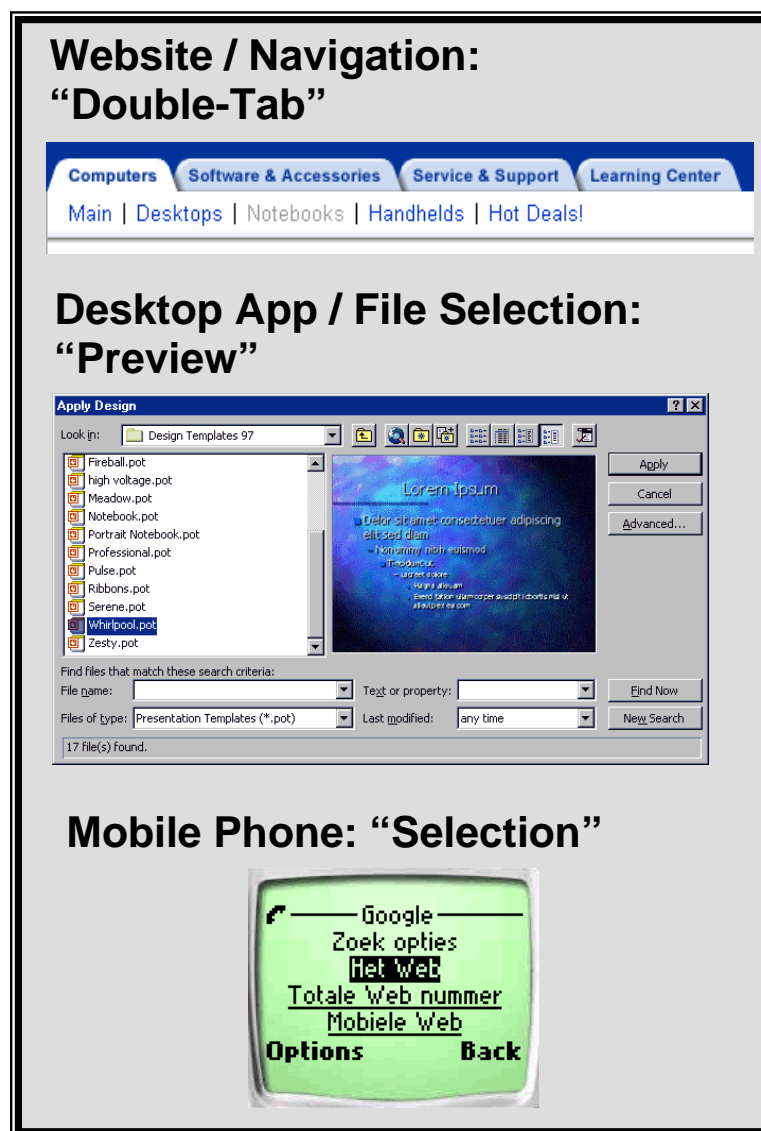 Website / Navigation:
“Double-Tab”
Computers Software & Accessories Service & Support Learning Center
Main | Desktops | Notebooks | Handhelds | Hot Deals!
Desktop App / File Selection:
“Preview”
Apply Design
Look in: Design Templates 97
Fireball.pot
high voltage.pot
Meadow.pot
Notebook.pot
Portrait Notebook.pot
Professional.pot
Pulse.pot
Ribbons.pot
Serene.pot
Whirlpool.pot
Zesty.pot
Lorem Ipsum
Delor sit amet consectetuer adipiscing
elit sed diam
– Nonummy nibh euismod
Apply
Cancel
Advanced...
Find files that match these search criteria:
File name: Text or property: Find Now
Files of type: Presentation Templates (*.pot) Last modified: any time New Search
17 file(s) found.
Mobile Phone: “Selection”
Google
Zoek opties
Het Web
Totale Web nummer
Mobiele Web
Options Back